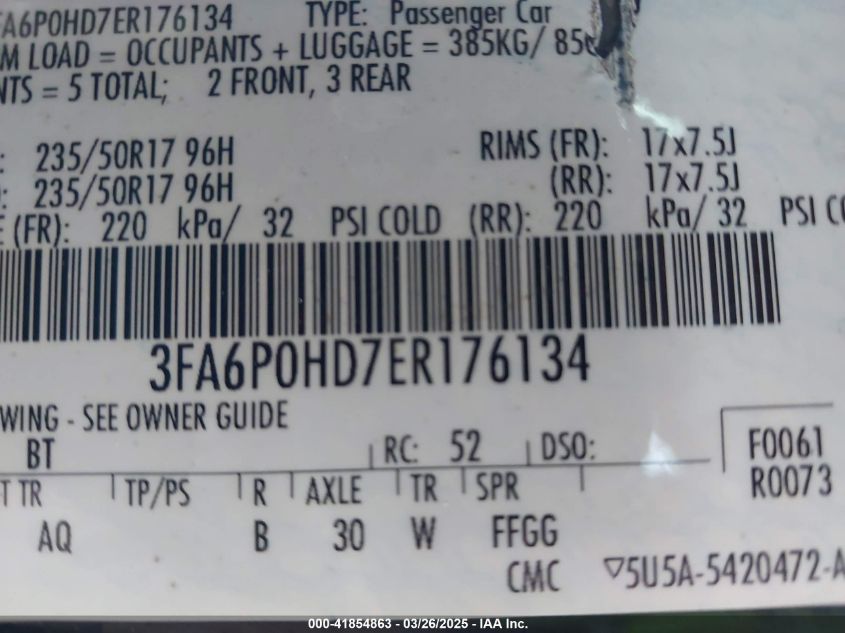 FA6P0HD7ER176134 TYPE: Passenger Car
M LOAD = OCCUPANTS + LUGGAGE = 385KG/ 850
NTS = 5 TOTAL; 2 FRONT, 3 REAR
: 235/50R17 96H RIMS (FR): 17x7.5J
: 235/50R17 96H (RR): 17x7.5J
E (FR): 220 kPa/ 32 PSI COLD (RR): 220 kPa/ 32 PSI CO
3FA6P0HD7ER176134
WING - SEE OWNER GUIDE
BT RC: 52 DSO: F0061
T TR TP/PS R AXLE TR SPR R0073
AQ B 30 W FFGG
CMC ▽5U5A-5420472-A
000-41854863 - 03/26/2025 - IAA Inc.